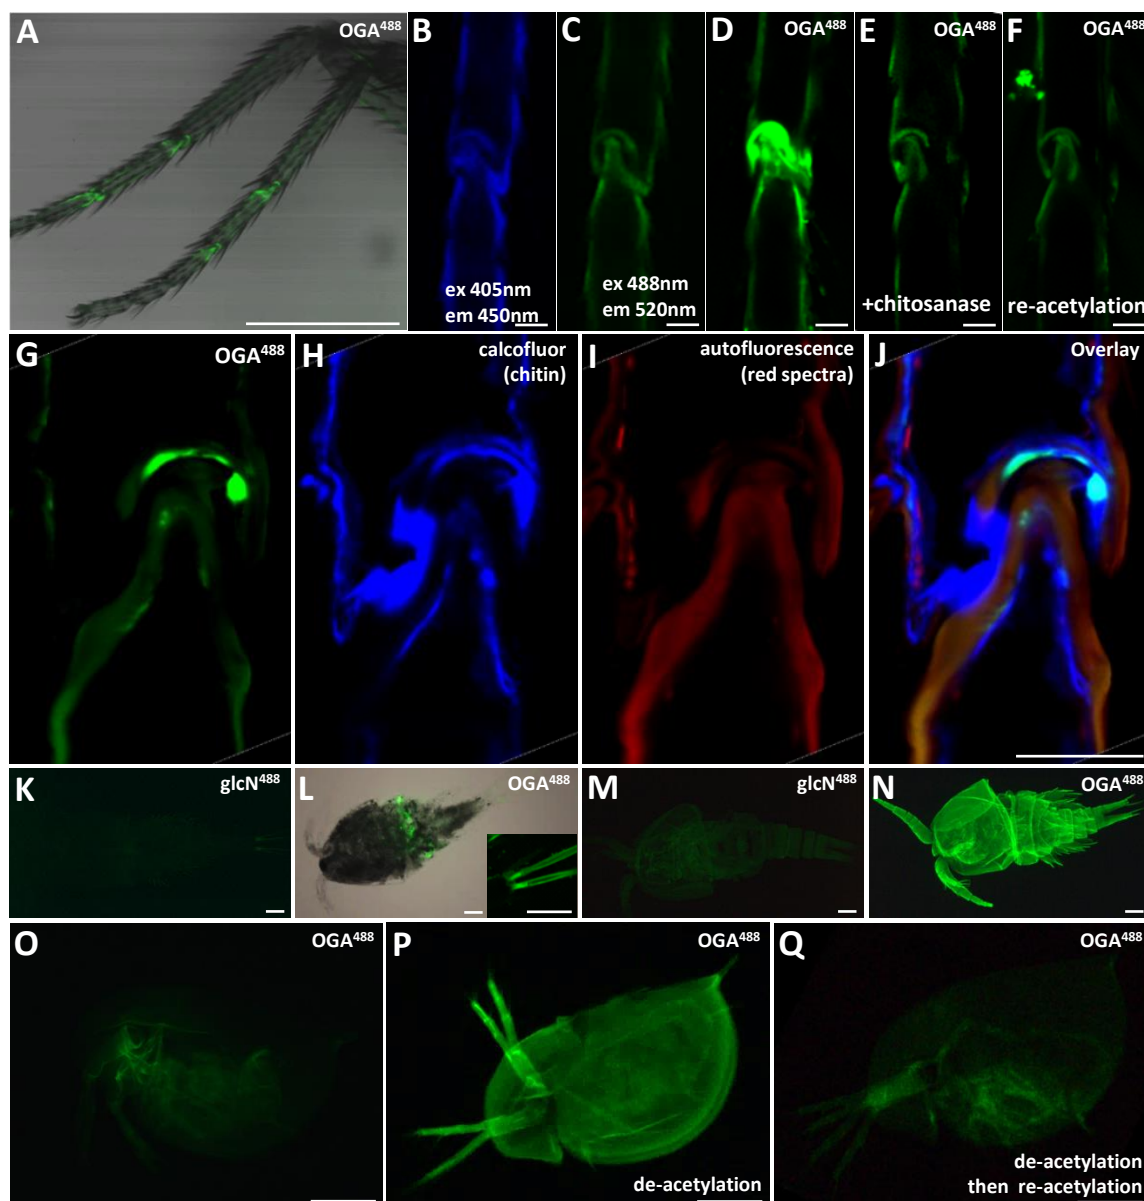 A
OGA488
B
ex 405nm
em 450nm
C
ex 488nm
em 520nm
D
OGA488
E
OGA488
+chitosanase
F
OGA488
re-acetylation
G
OGA488
H
calcofluor
(chitin)
I
autofluorescence
(red spectra)
J
Overlay
K
glcN488
L
OGA488
M
glcN488
N
OGA488
O
OGA488
P
OGA488
de-acetylation
Q
OGA488
de-acetylation
then re-acetylation